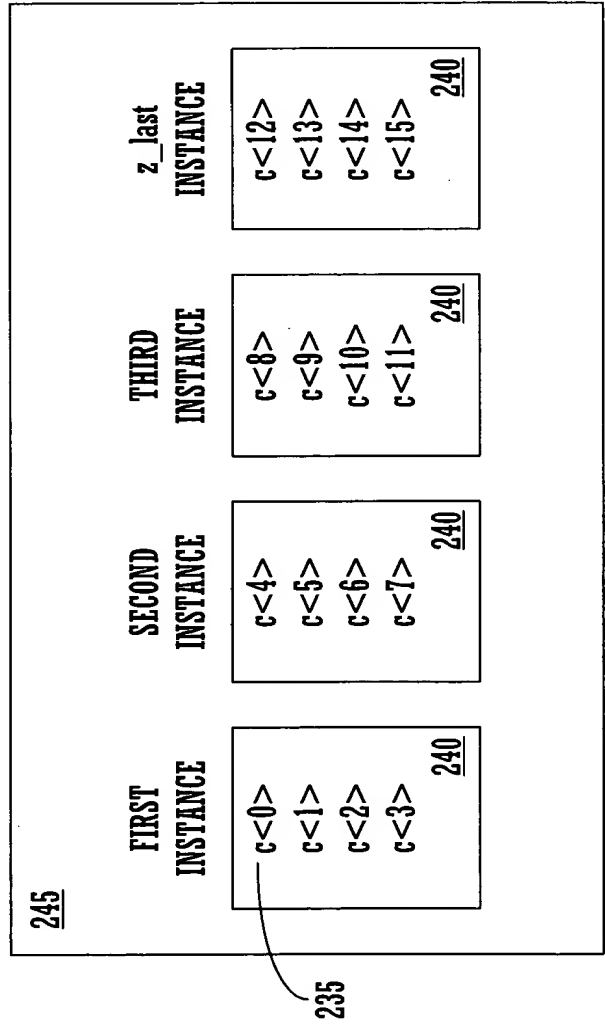 245
FIRST
INSTANCE
c<0>
c<1>
c<2>
c<3>
240
235
SECOND
INSTANCE
c<4>
c<5>
c<6>
c<7>
240
THIRD
INSTANCE
c<8>
c<9>
c<10>
c<11>
240
z_last
INSTANCE
c<12>
c<13>
c<14>
c<15>
240